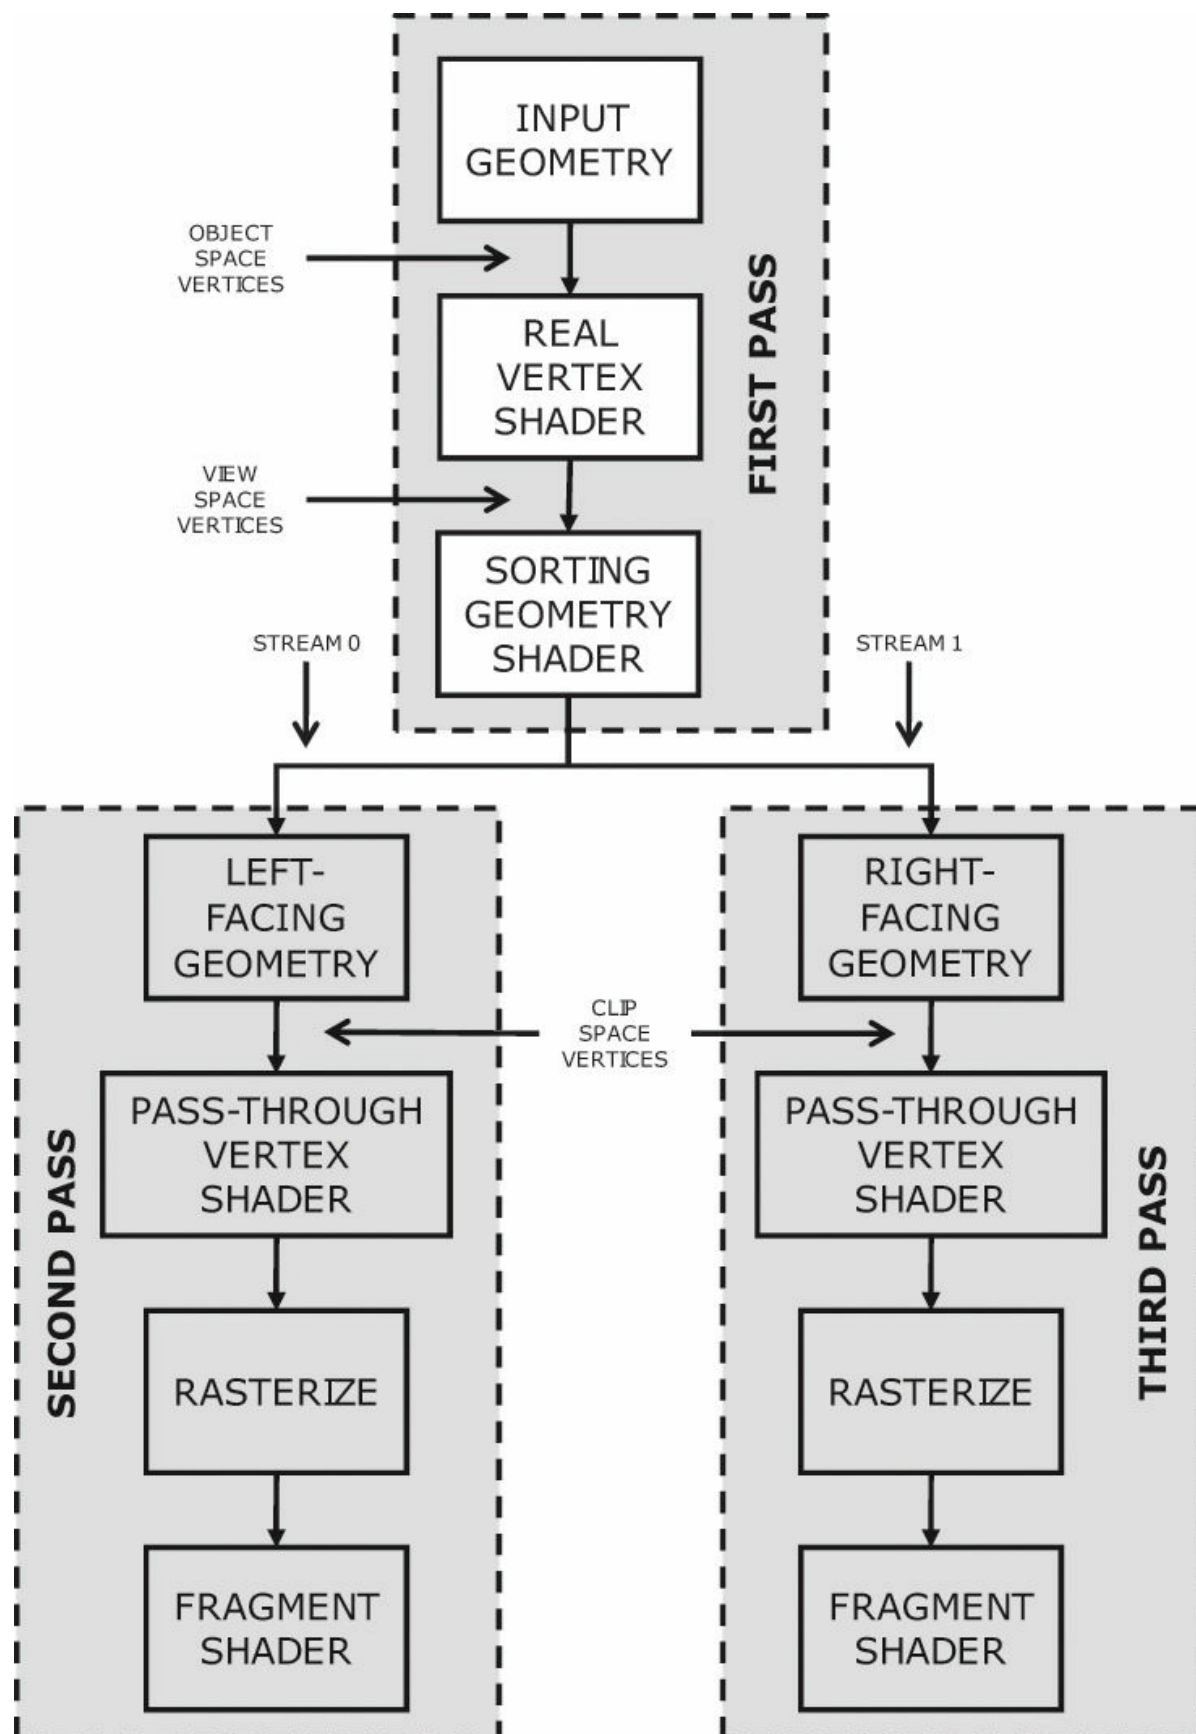 INPUT
GEOMETRY
OBJECT
SPACE
VERTICES
REAL
VERTEX
SHADER
FIRST PASS
VIEW
SPACE
VERTICES
SORTING
GEOMETRY
SHADER
STREAM 0
STREAM 1
LEFT-
FACING
GEOMETRY
RIGHT-
FACING
GEOMETRY
CLIP
SPACE
VERTICES
PASS-THROUGH
VERTEX
SHADER
PASS-THROUGH
VERTEX
SHADER
SECOND PASS
THIRD PASS
RASTERIZE
RASTERIZE
FRAGMENT
SHADER
FRAGMENT
SHADER